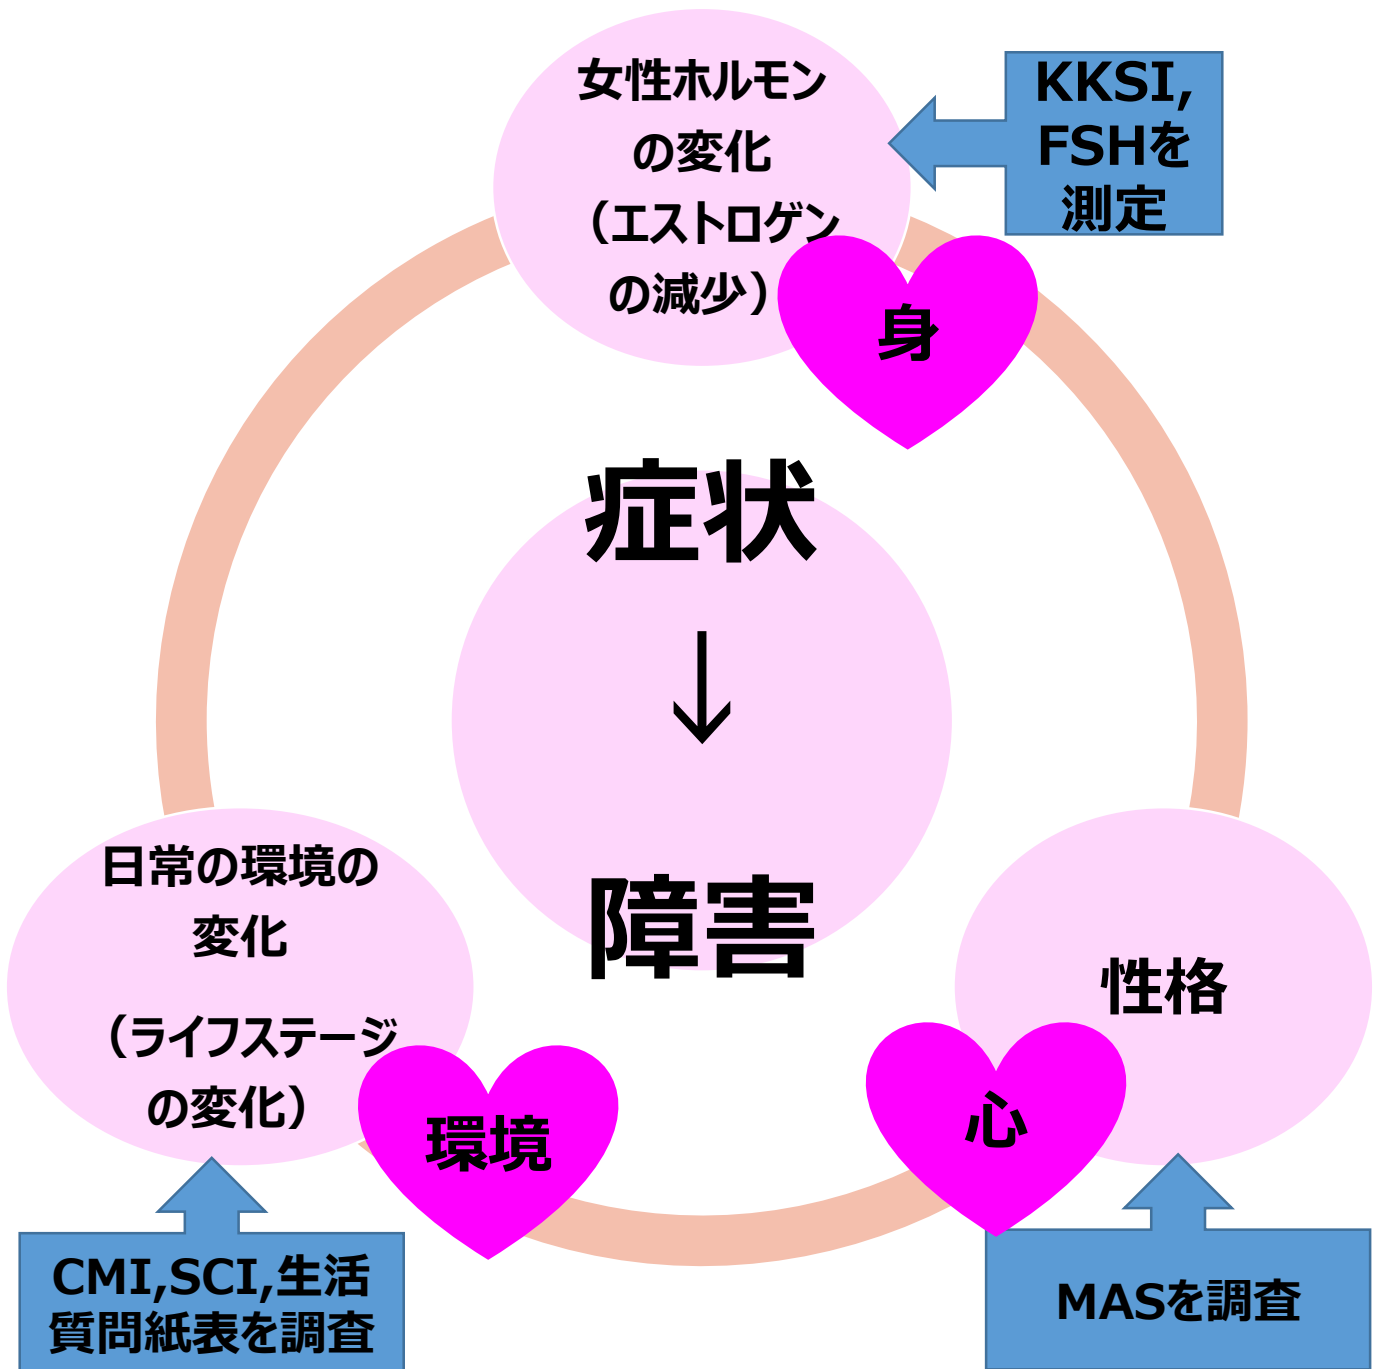 女性ホルモン
の変化
（エストロゲン
の減少）
KKSI,
FSHを
測定
身
症状
↓
障害
日常の環境の
変化
（ライフステージ
の変化）
環境
性格
心
CMI,SCI,生活
質問紙表を調査
MASを調査